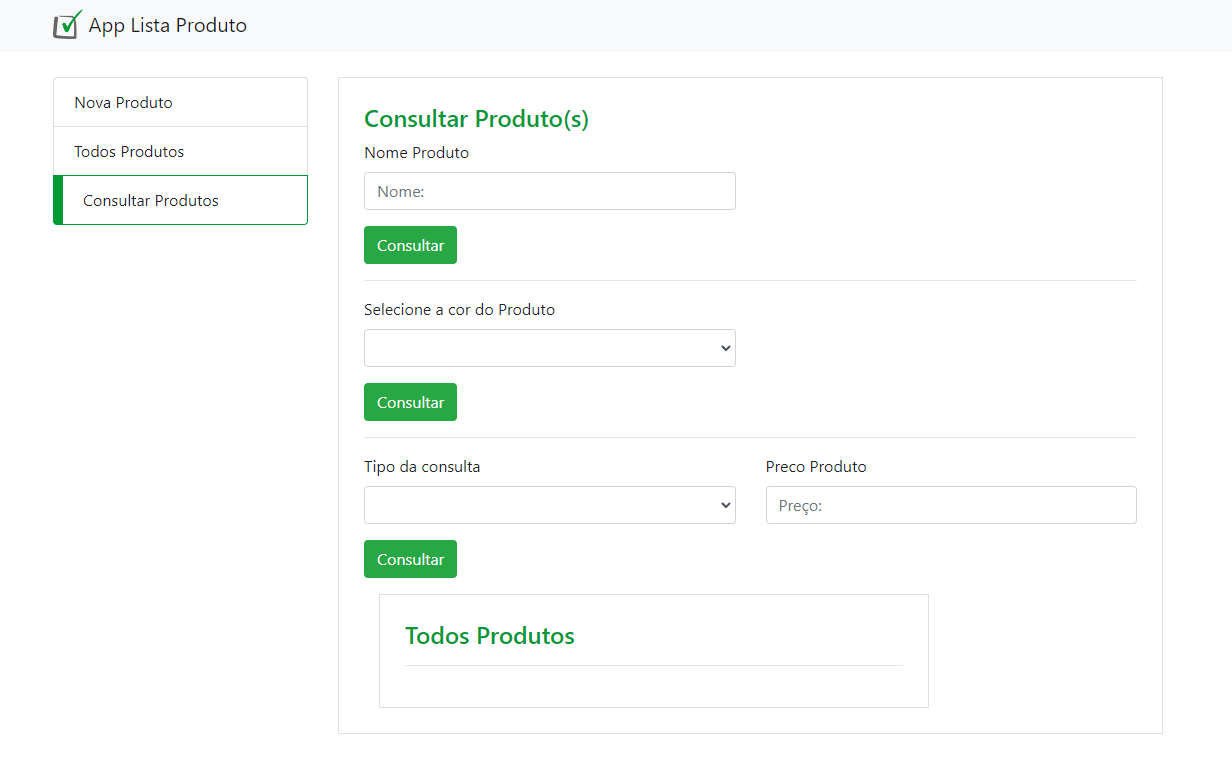 App Lista Produto
Nova Produto
Todos Produtos
Consultar Produtos
Consultar Produto(s)
Nome Produto
Nome:
Consultar
Selecione a cor do Produto
Consultar
Tipo da consulta
Preco Produto
Preço:
Consultar
Todos Produtos